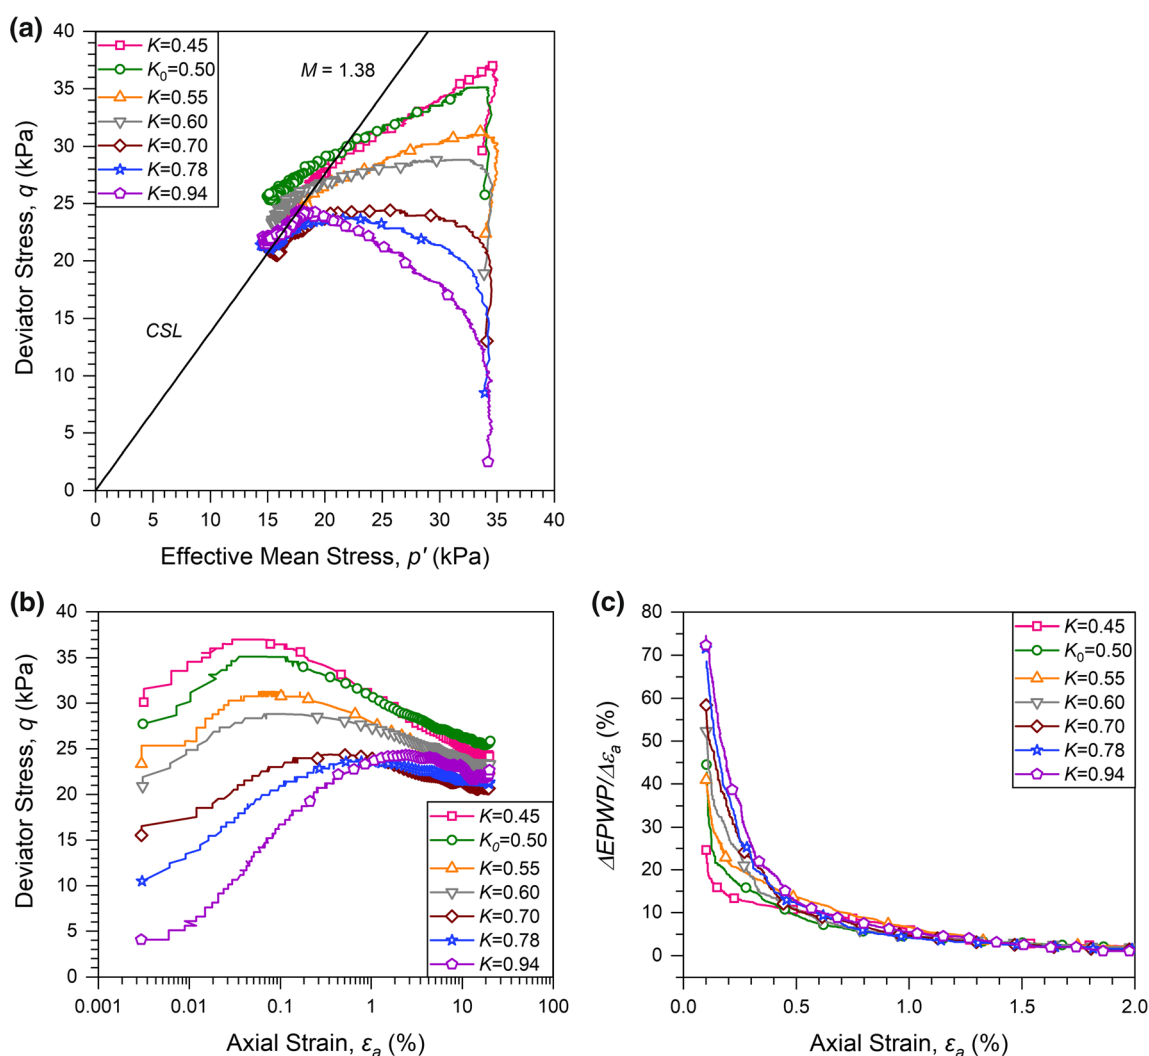 (a)
40
35
30
25
20
15
10
5
0
Deviator Stress, q (kPa)
K=0.45
K₀=0.50
K=0.55
K=0.60
K=0.70
K=0.78
K=0.94
M = 1.38
CSL
0 5 10 15 20 25 30 35 40
Effective Mean Stress, p′ (kPa)
(b)
40
35
30
25
20
15
10
5
0
Deviator Stress, q (kPa)
K=0.45
K₀=0.50
K=0.55
K=0.60
K=0.70
K=0.78
K=0.94
0.001 0.01 0.1 1 10 100
Axial Strain, εₐ (%)
(c)
80
70
60
50
40
30
20
10
0
ΔEPWP/Δεₐ (%)
K=0.45
K₀=0.50
K=0.55
K=0.60
K=0.70
K=0.78
K=0.94
0.0 0.5 1.0 1.5 2.0
Axial Strain, εₐ (%)